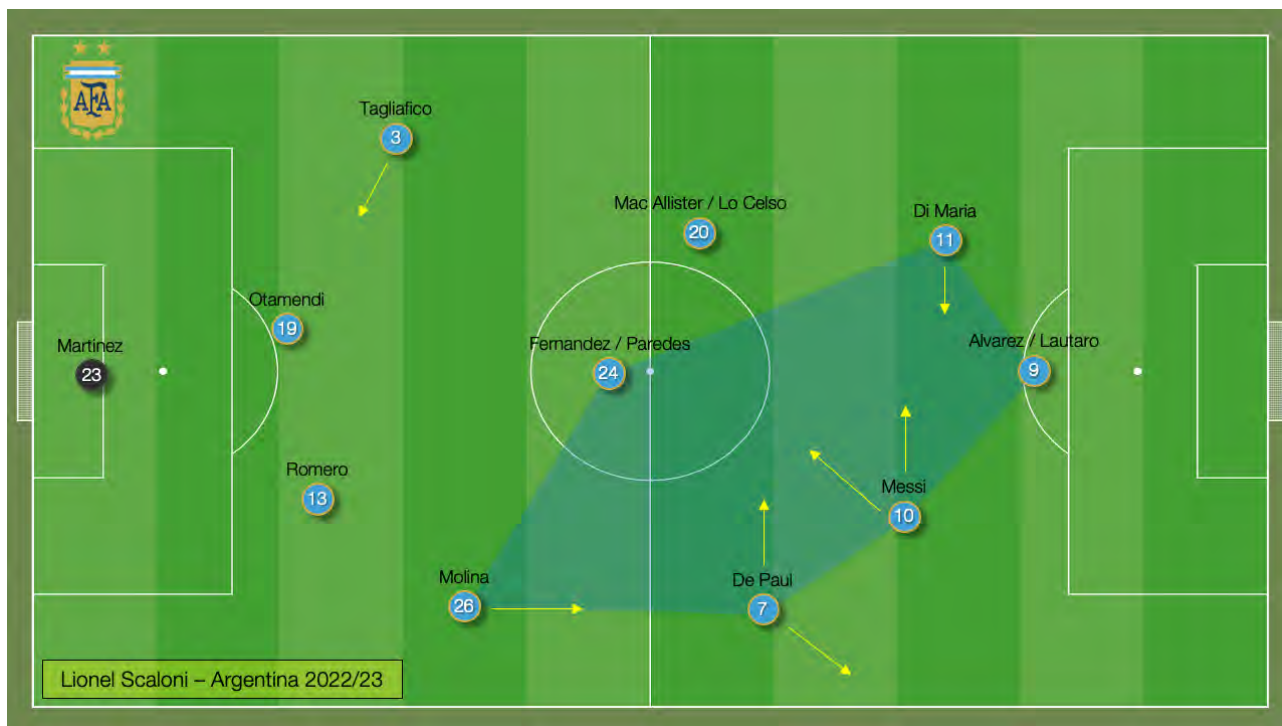 AFA
Tagliafico
3
Mac Allister / Lo Celso
20
Di Maria
11
Otamendi
19
Martinez
23
Fernandez / Paredes
24
Alvarez / Lautaro
9
Romero
13
Messi
10
Molina
26
De Paul
7
Lionel Scaloni – Argentina 2022/23